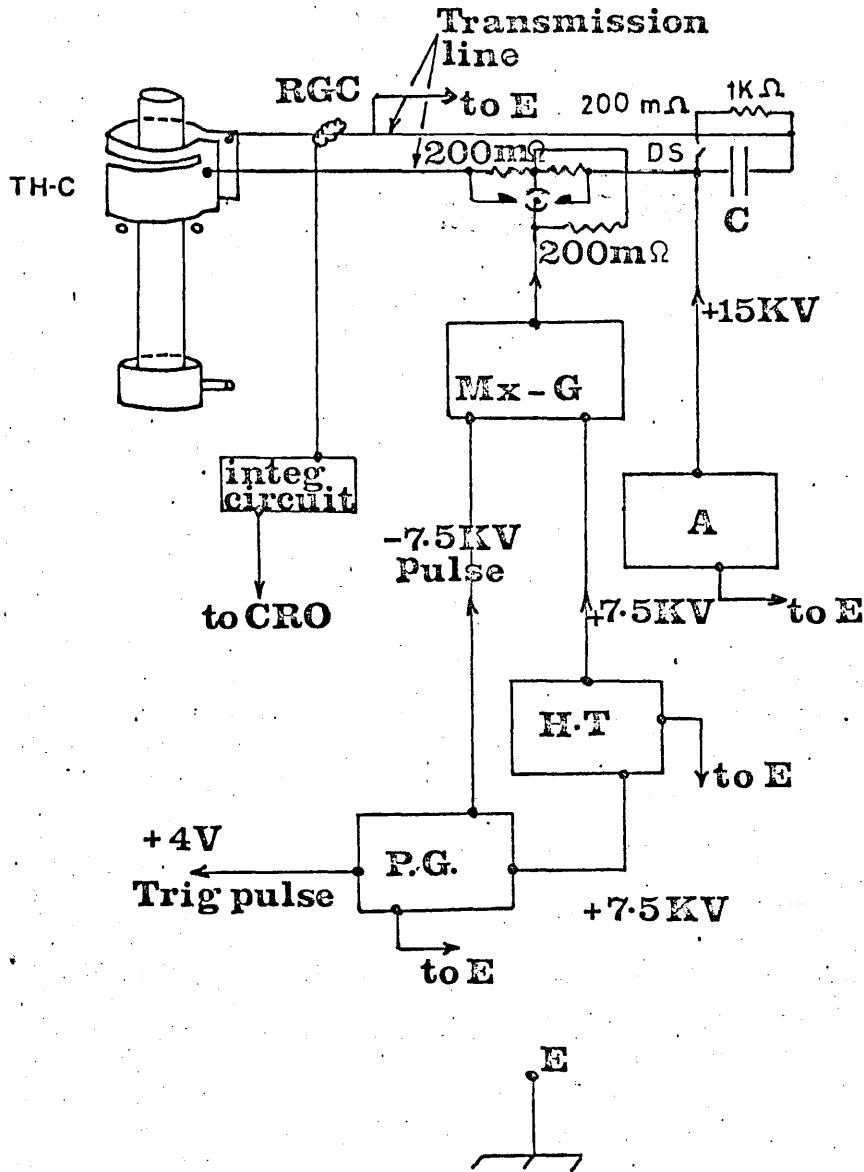 Transmission
line
RGC
to E
200 mΩ
1KΩ
200mΩ
DS
TH-C
C
200mΩ
+15KV
Mx-G
integ
circuit
A
-7.5KV
Pulse
to CRO
+7.5KV
to E
H·T
to E
+4V
P.G.
Trig pulse
+7·5KV
to E
E